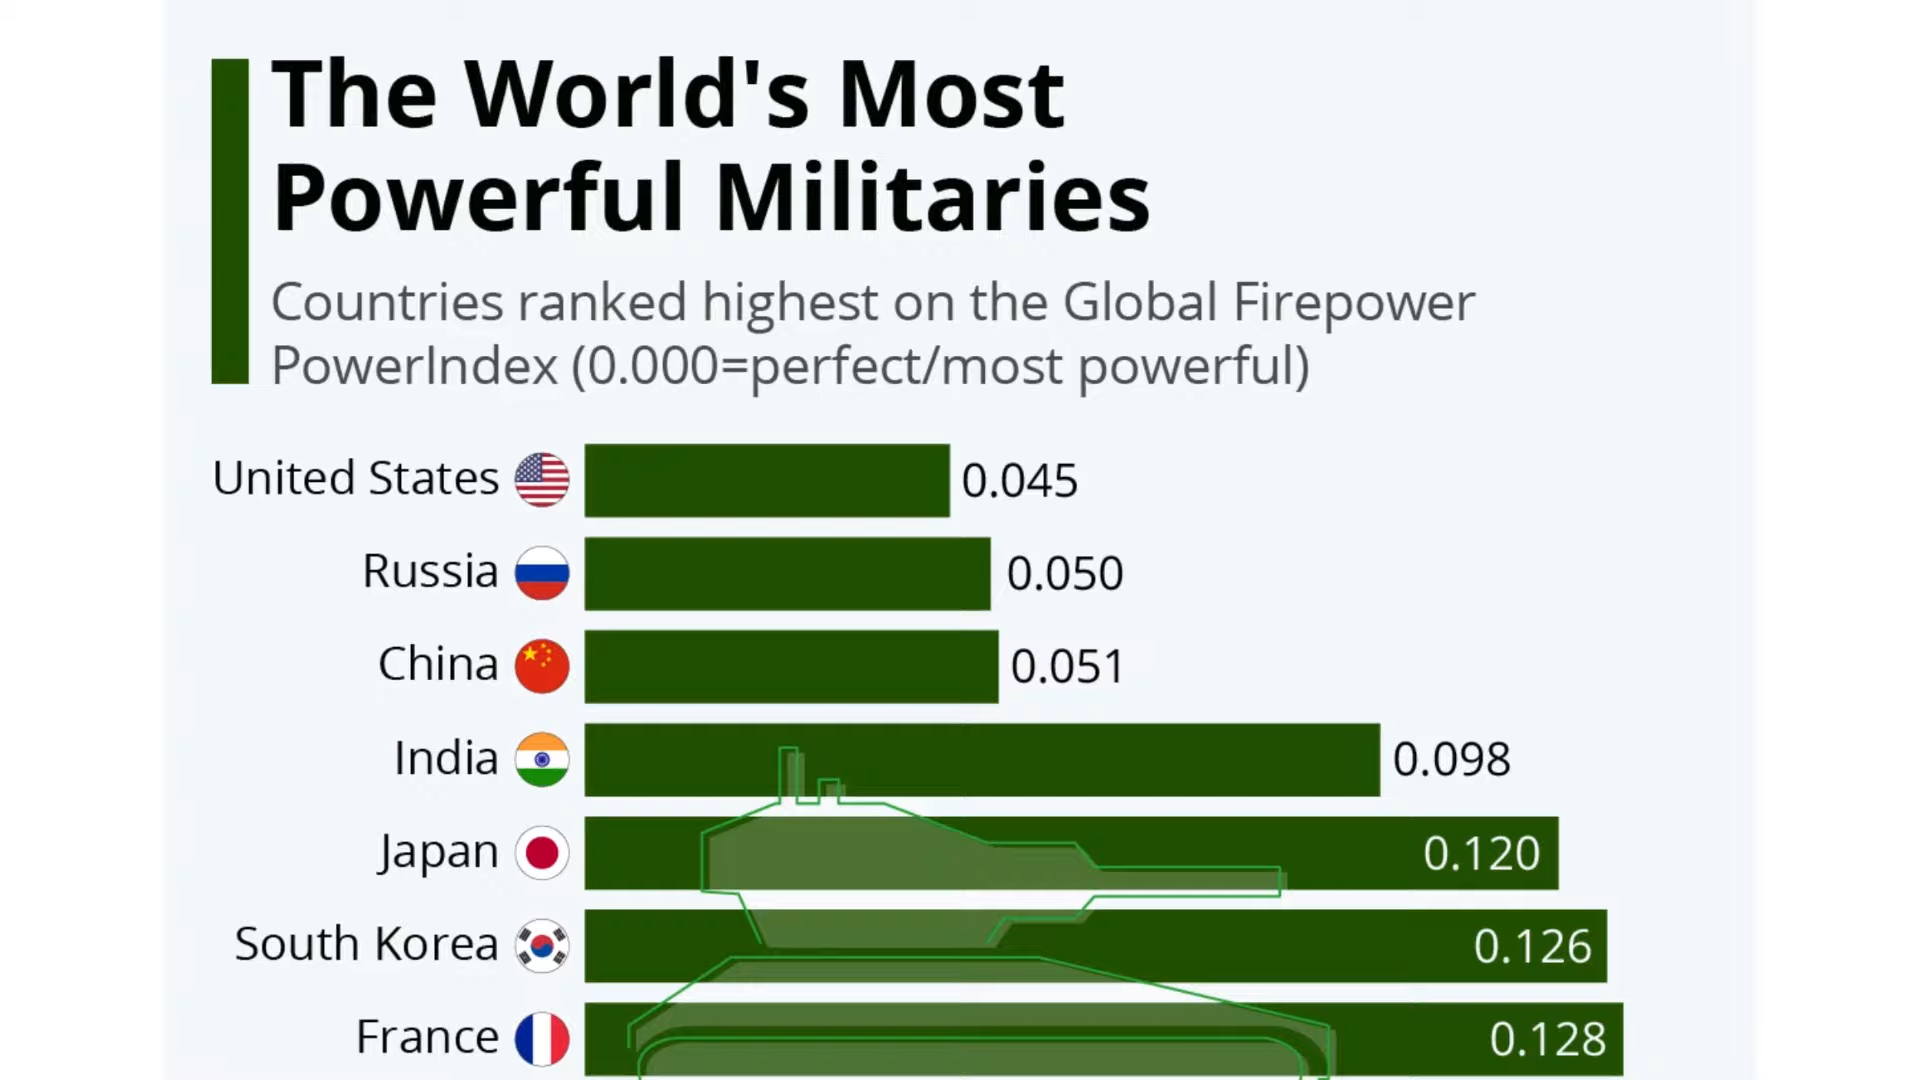 The World's Most
Powerful Militaries
Countries ranked highest on the Global Firepower
PowerIndex (0.000=perfect/most powerful)
United States 0.045
Russia 0.050
China 0.051
India 0.098
Japan 0.120
South Korea 0.126
France 0.128